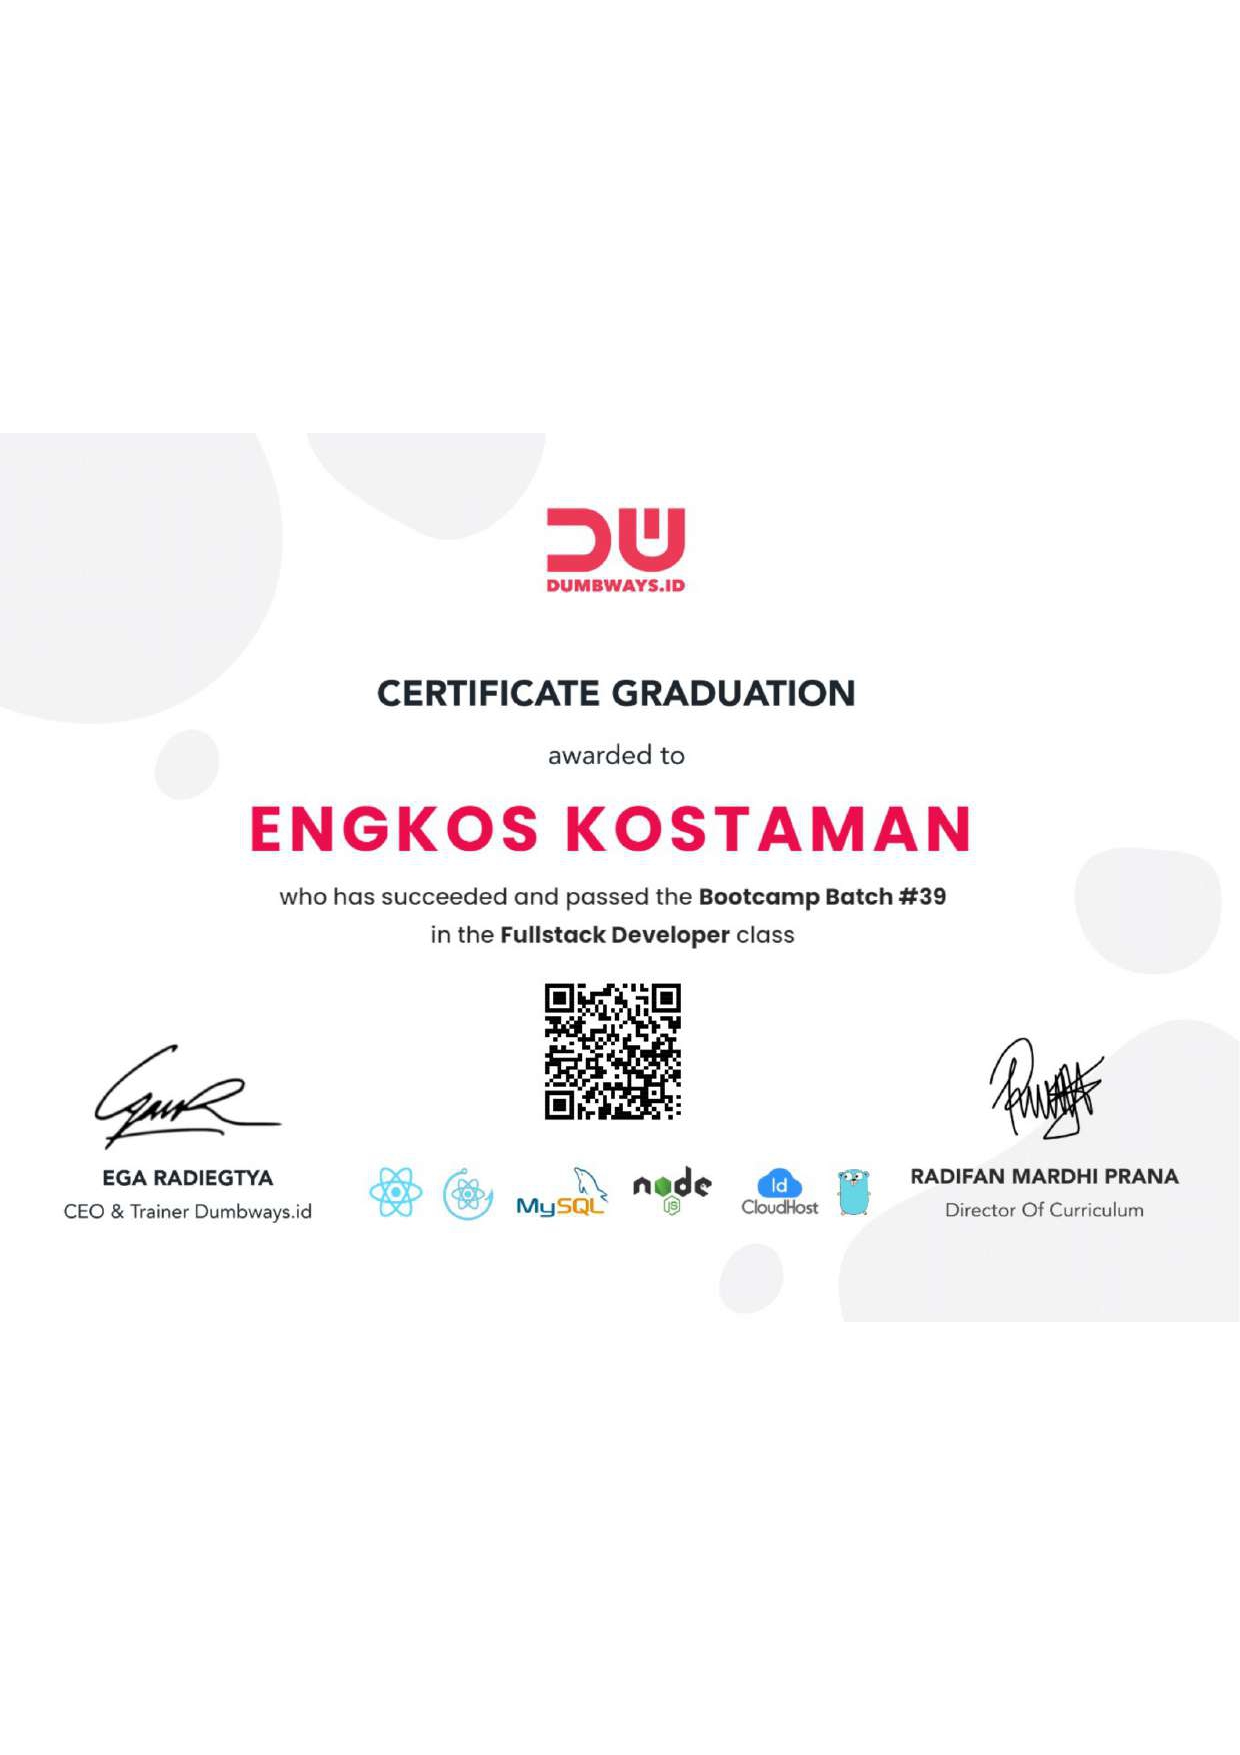 DUMBWAYS.ID
CERTIFICATE GRADUATION
awarded to
ENGKOS KOSTAMAN
who has succeeded and passed the Bootcamp Batch #39
in the Fullstack Developer class
EGA RADIEGTYA
CEO & Trainer Dumbways.id
MySQL
node
JS
Id
CloudHost
RADIFAN MARDHI PRANA
Director Of Curriculum